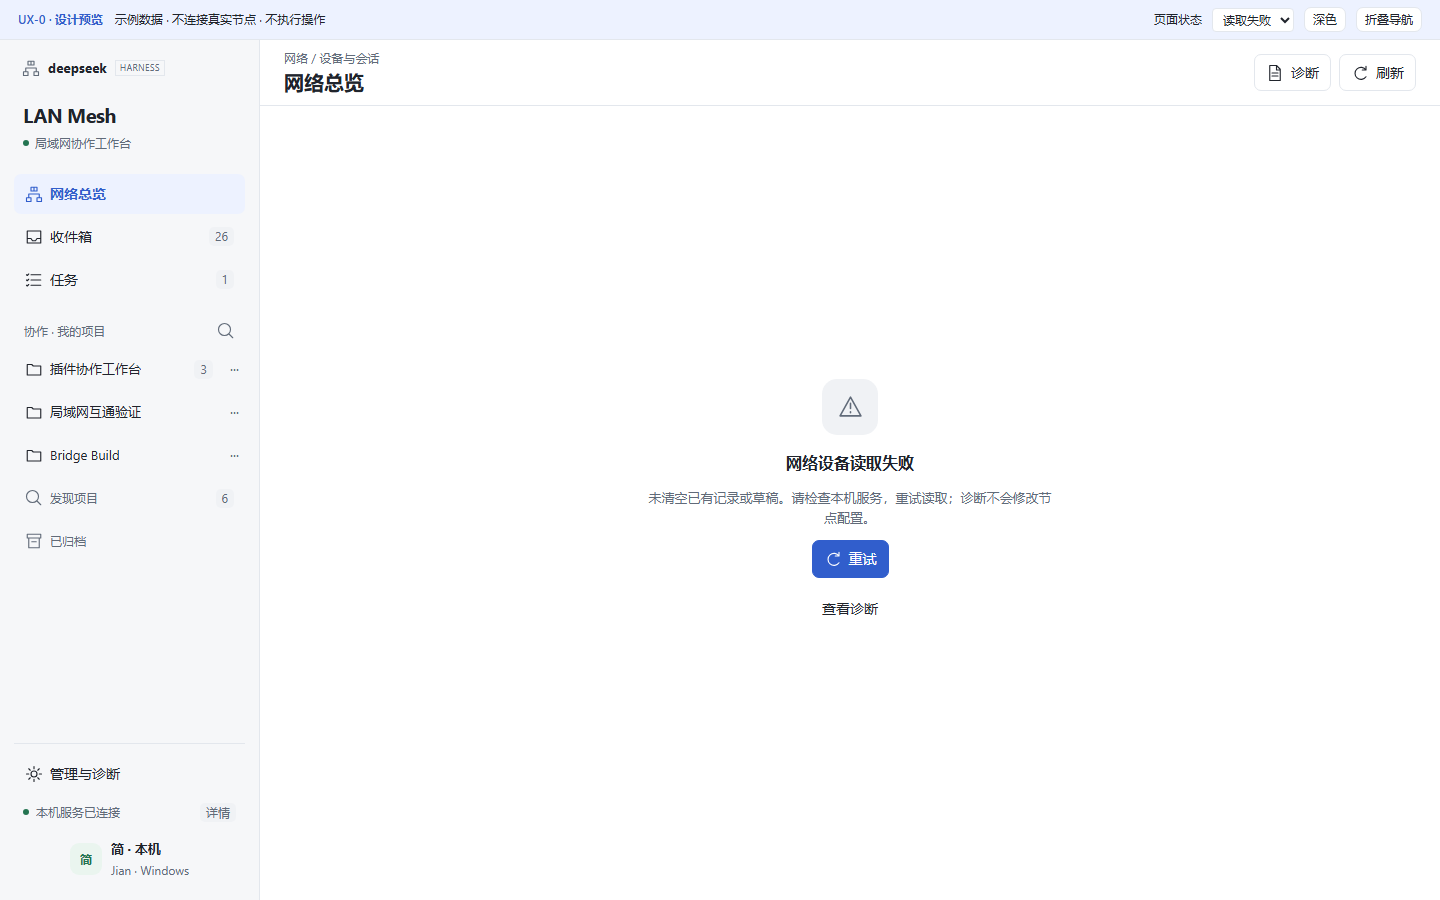 UX-0 · 设计预览 示例数据 · 不连接真实节点 · 不执行操作
页面状态 读取失败 深色 折叠导航
deepseek HARNESS
LAN Mesh
局域网协作工作台
网络总览
收件箱 26
任务 1
协作 · 我的项目
插件协作工作台 3 ···
局域网互通验证 ···
Bridge Build ···
发现项目 6
已归档
管理与诊断
本机服务已连接 详情
简
简 · 本机
Jian · Windows
网络 / 设备与会话
网络总览
诊断 刷新
网络设备读取失败
未清空已有记录或草稿。请检查本机服务，重试读取；诊断不会修改节
点配置。
重试
查看诊断